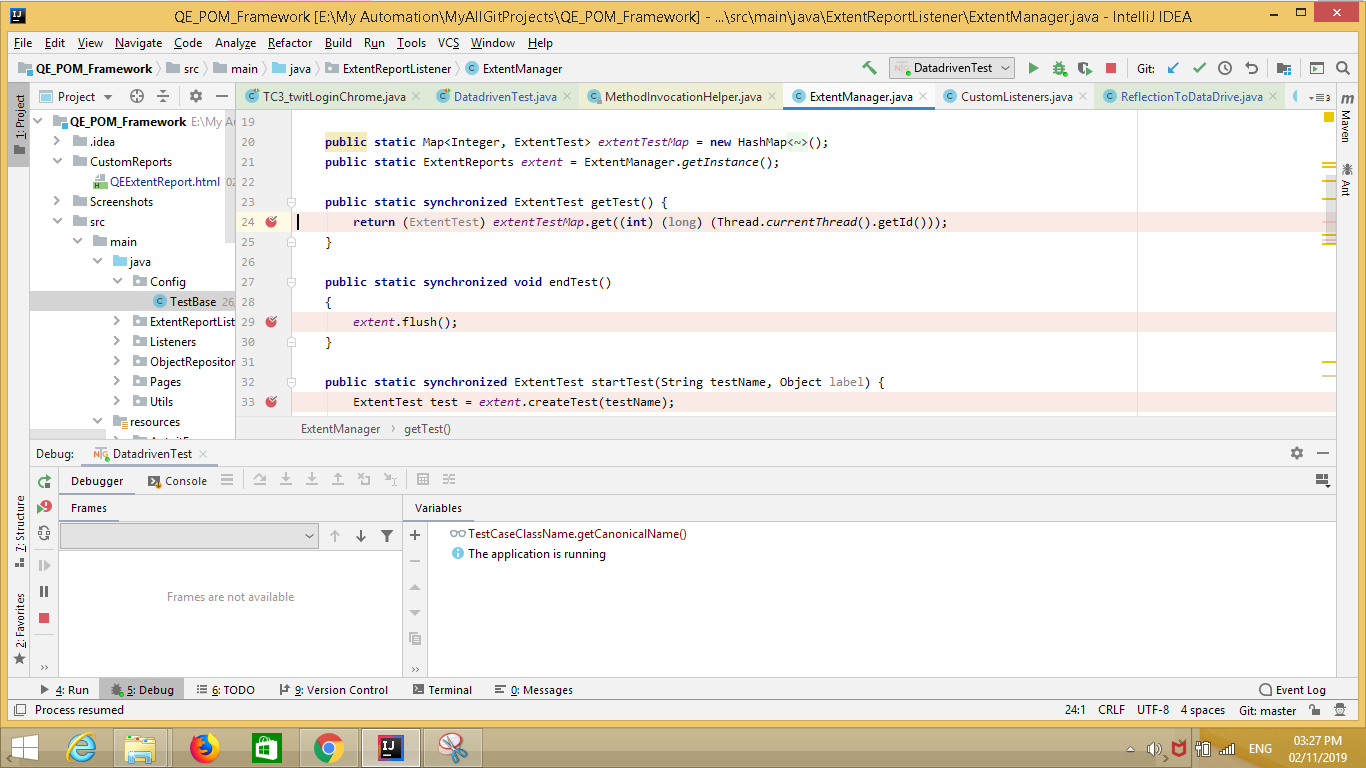 QE_POM_Framework [E:\My Automation\MyAllGitProjects\QE_POM_Framework] - ...\src\main\java\ExtentReportListener\ExtentManager.java - IntelliJ IDEA
File Edit View Navigate Code Analyze Refactor Build Run Tools VCS Window Help
QE_POM_Framework src main java ExtentReportListener ExtentManager DatadrivenTest Git:
1: Project
Project
TC3_twitLoginChrome.java DatadrivenTest.java MethodInvocationHelper.java ExtentManager.java CustomListeners.java ReflectionToDataDrive.java 3
QE_POM_Framework E:\My A
.idea
CustomReports
QEExtentReport.html 02
Screenshots
src
main
java
Config
TestBase 26
ExtentReportList
Listeners
ObjectRepositor
Pages
Utils
resources
19
20 public static Map<Integer, ExtentTest> extentTestMap = new HashMap<~>();
21 public static ExtentReports extent = ExtentManager.getInstance();
22
23 public static synchronized ExtentTest getTest() {
24 return (ExtentTest) extentTestMap.get((int) (long) (Thread.currentThread().getId()));
25 }
26
27 public static synchronized void endTest()
28 {
29 extent.flush();
30 }
31
32 public static synchronized ExtentTest startTest(String testName, Object label) {
33 ExtentTest test = extent.createTest(testName);
ExtentManager getTest()
Maven
Ant
Debug: DatadrivenTest
Debugger Console
Frames Variables
TestCaseClassName.getCanonicalName()
The application is running
Frames are not available
7: Structure
2: Favorites
4: Run 5: Debug 6: TODO 9: Version Control Terminal 0: Messages Event Log
Process resumed 24:1 CRLF UTF-8 4 spaces Git: master
ENG
03:27 PM
02/11/2019